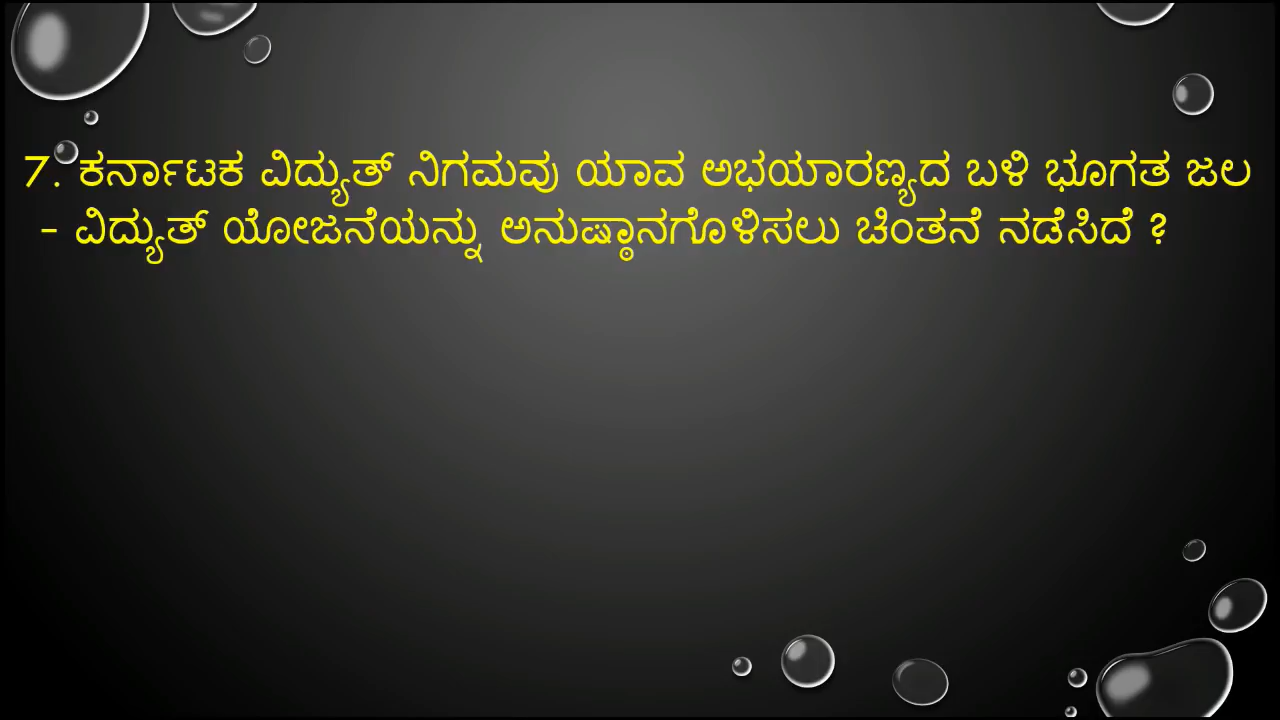 7. ಕರ್ನಾಟಕ ವಿದ್ಯುತ್ ನಿಗಮವು ಯಾವ ಅಭಯಾರಣ್ಯದ ಬಳಿ ಭೂಗತ ಜಲ
- ವಿದ್ಯುತ್ ಯೋಜನೆಯನ್ನು ಅನುಷ್ಠಾನಗೊಳಿಸಲು ಚಿಂತನೆ ನಡೆಸಿದೆ ?